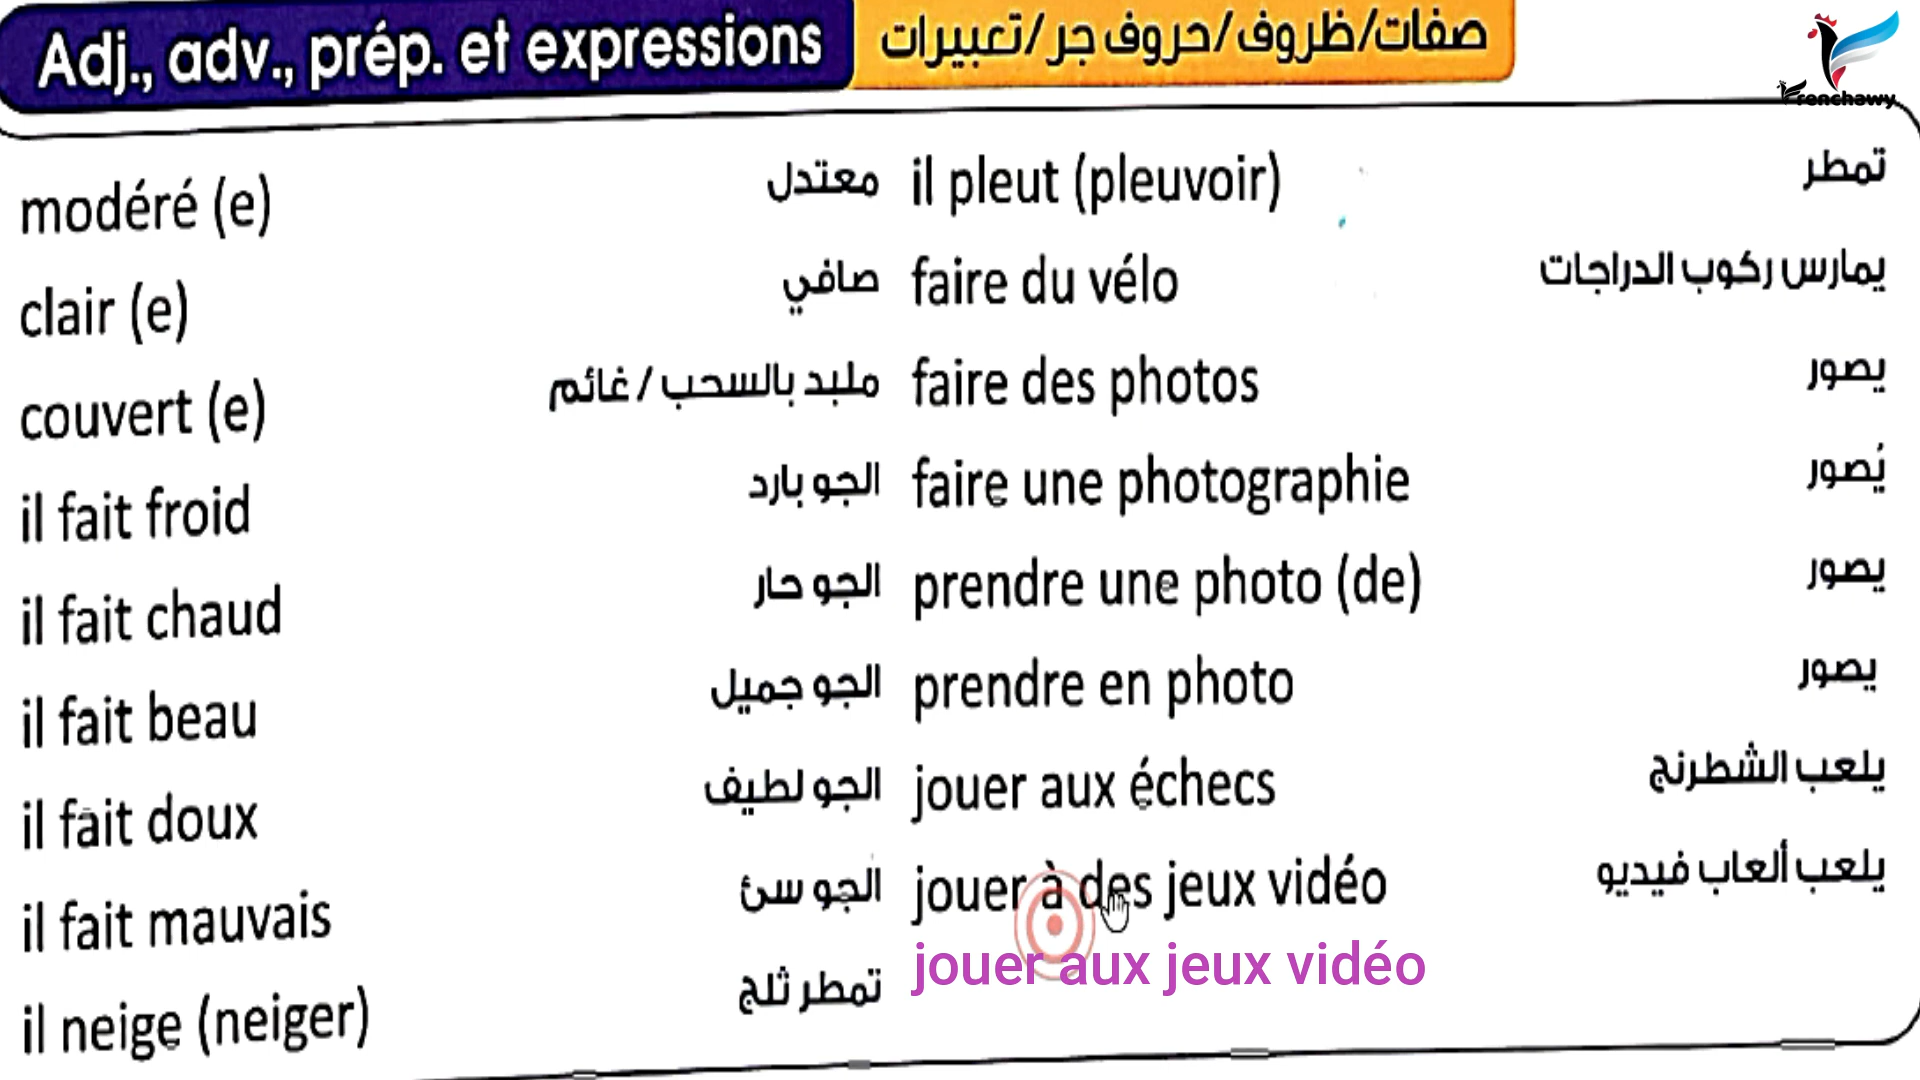 Adj., adv., prép. et expressions صفات/ظروف/حروف جر/تعبيرات
Frenchawy
modéré (e) معتدل
clair (e) صافي
couvert (e) ملبد بالسحب / غائم
il fait froid الجو بارد
il fait chaud الجو حار
il fait beau الجو جميل
il fait doux الجو لطيف
il fait mauvais الجو سئ
il neige (neiger) تمطر ثلج
il pleut (pleuvoir) تمطر
faire du vélo يمارس ركوب الدراجات
faire des photos يصور
faire une photographie يُصور
prendre une photo (de) يصور
prendre en photo يصور
jouer aux échecs يلعب الشطرنج
jouer à des jeux vidéo يلعب ألعاب فيديو
jouer aux jeux vidéo